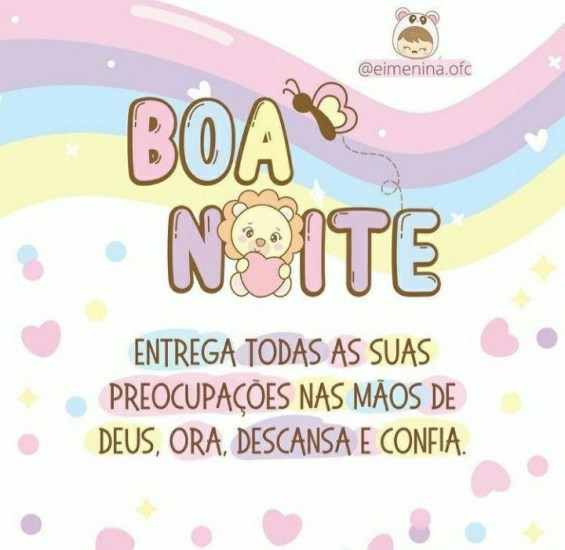 @eimenina.ofc
BOA
NOITE
ENTREGA TODAS AS SUAS
PREOCUPAÇÕES NAS MÃOS DE
DEUS, ORA, DESCANSA E CONFIA.